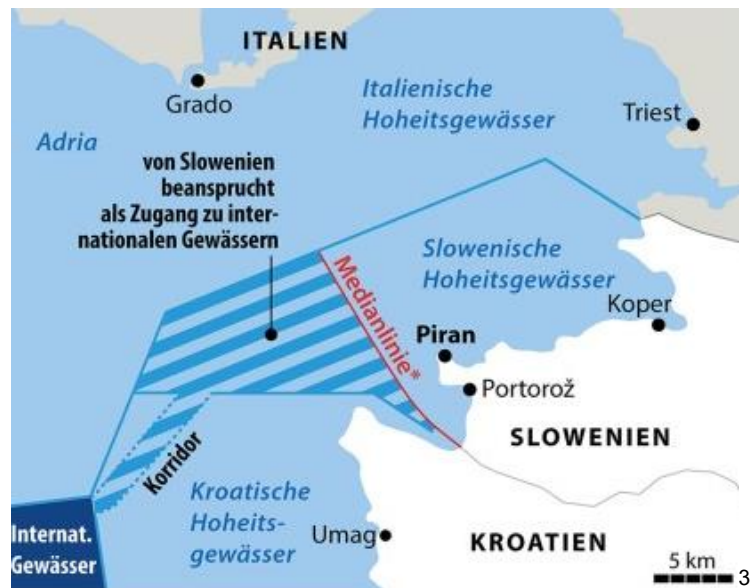 ITALIEN
Grado
Adria
Italienische
Hoheitsgewässer
Triest
von Slowenien
beansprucht
als Zugang zu inter-
nationalen Gewässern
Slowenische
Hoheitsgewässer
Medianlinie*
Koper
Piran
Portorož
SLOWENIEN
Korridor
Kroatische
Hoheits-
gewässer
Internat.
Gewässer
Umag
KROATIEN
5 km
3